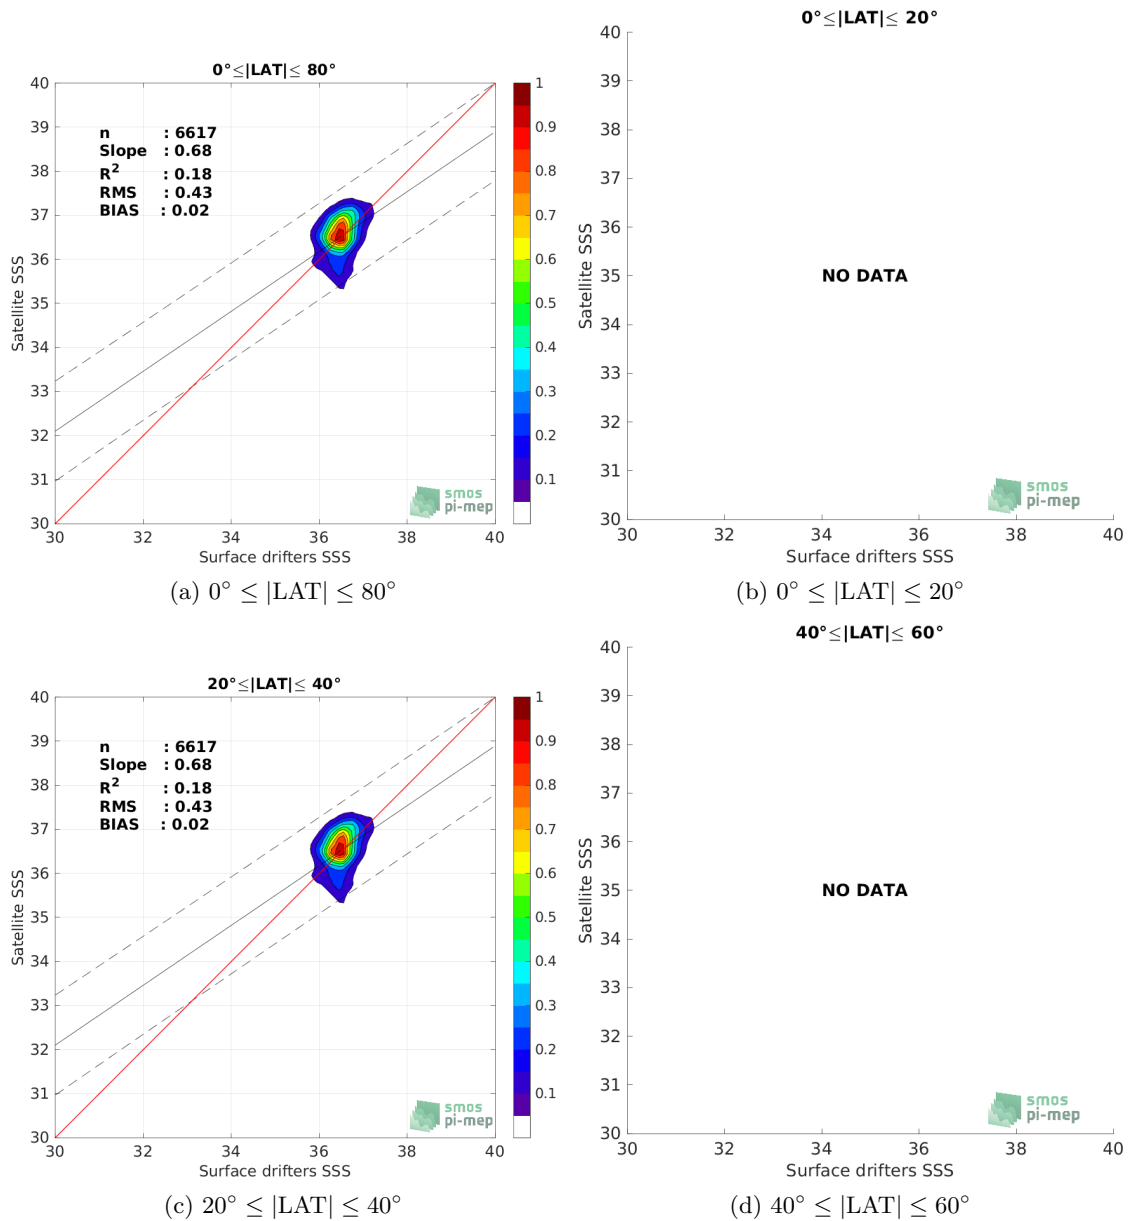 0°≤|LAT|≤ 80°
40
39
38
37
36
35
34
33
32
31
30
Satellite SSS
n : 6617
Slope : 0.68
R² : 0.18
RMS : 0.43
BIAS : 0.02
smos
pi-mep
30 32 34 36 38 40
Surface drifters SSS
1
0.9
0.8
0.7
0.6
0.5
0.4
0.3
0.2
0.1
(a) 0° ≤ |LAT| ≤ 80°
0°≤|LAT|≤ 20°
40
39
38
37
36
35
34
33
32
31
30
Satellite SSS
NO DATA
smos
pi-mep
30 32 34 36 38 40
Surface drifters SSS
(b) 0° ≤ |LAT| ≤ 20°
20°≤|LAT|≤ 40°
40
39
38
37
36
35
34
33
32
31
30
Satellite SSS
n : 6617
Slope : 0.68
R² : 0.18
RMS : 0.43
BIAS : 0.02
smos
pi-mep
30 32 34 36 38 40
Surface drifters SSS
1
0.9
0.8
0.7
0.6
0.5
0.4
0.3
0.2
0.1
(c) 20° ≤ |LAT| ≤ 40°
40°≤|LAT|≤ 60°
40
39
38
37
36
35
34
33
32
31
30
Satellite SSS
NO DATA
smos
pi-mep
30 32 34 36 38 40
Surface drifters SSS
(d) 40° ≤ |LAT| ≤ 60°